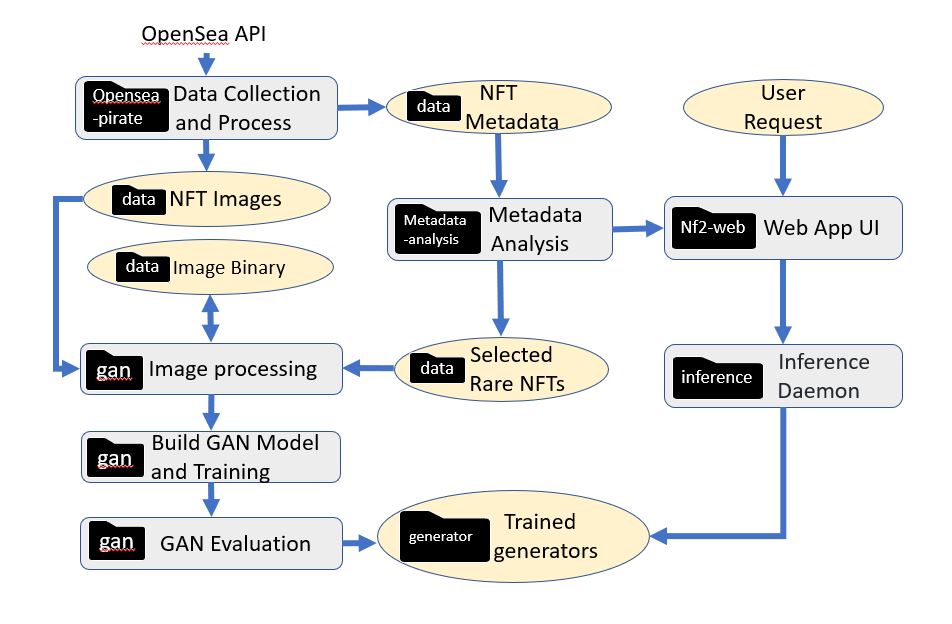 OpenSea API
Opensea
-pirate
Data Collection
and Process
data
NFT
Metadata
User
Request
data
NFT Images
Metadata
-analysis
Metadata
Analysis
Nf2-web
Web App UI
data
Image Binary
gan
Image processing
data
Selected
Rare NFTs
inference
Inference
Daemon
gan
Build GAN Model
and Training
gan
GAN Evaluation
generator
Trained
generators